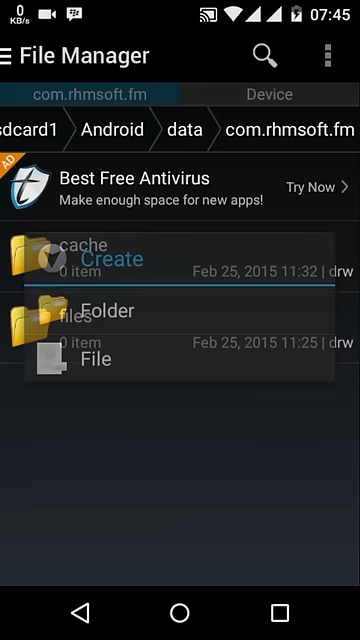 0
KB/s
07:45
File Manager
com.rhmsoft.fm
Device
sdcard1
Android
data
com.rhmsoft.fm
AD
Best Free Antivirus
Make enough space for new apps!
Try Now
cache
Create
0 item
Feb 25, 2015 11:32 | drw
Folder
files
0 item
Feb 25, 2015 11:25 | drw
File